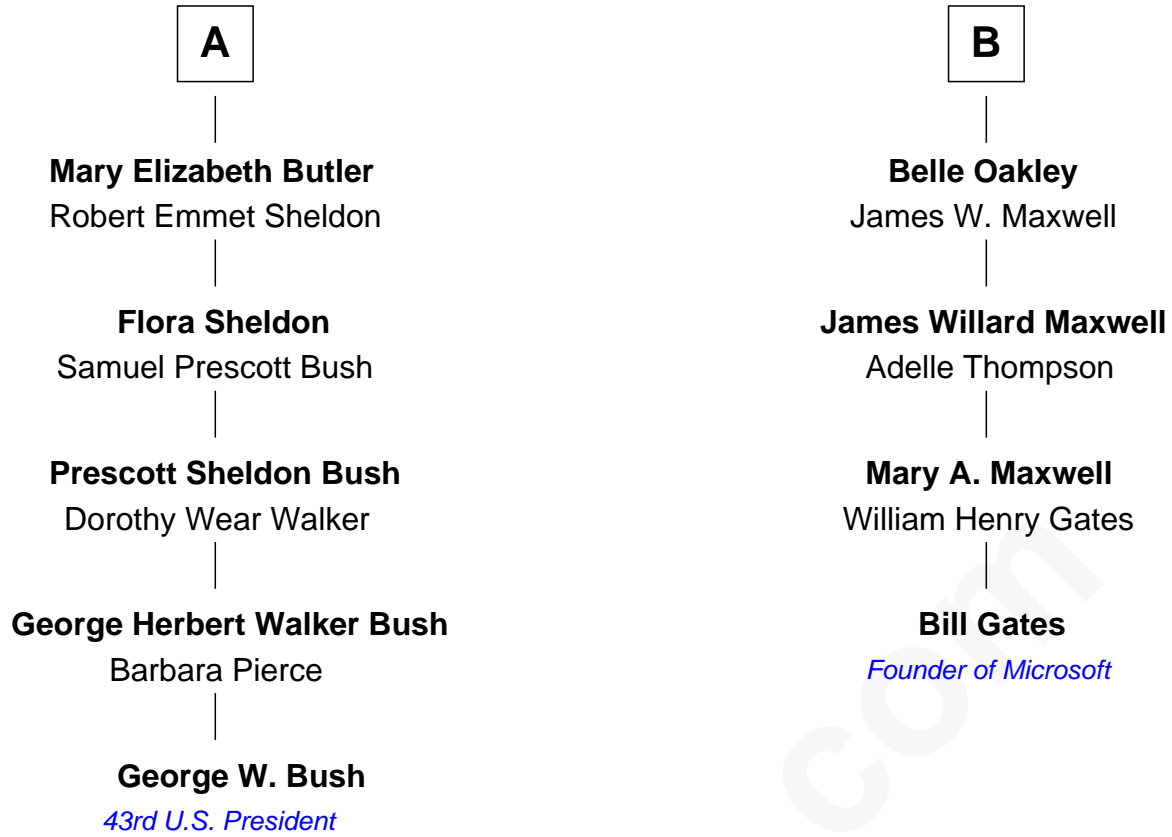 A
Mary Elizabeth Butler
Robert Emmet Sheldon
Flora Sheldon
Samuel Prescott Bush
Prescott Sheldon Bush
Dorothy Wear Walker
George Herbert Walker Bush
Barbara Pierce
George W. Bush
43rd U.S. President
B
Belle Oakley
James W. Maxwell
James Willard Maxwell
Adelle Thompson
Mary A. Maxwell
William Henry Gates
Bill Gates
Founder of Microsoft
com